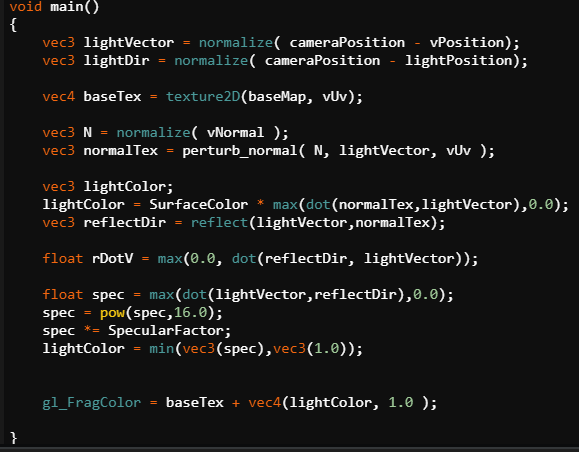 void main()
{
vec3 lightVector = normalize( cameraPosition - vPosition);
vec3 lightDir = normalize( cameraPosition - lightPosition);
vec4 baseTex = texture2D(baseMap, vUv);
vec3 N = normalize( vNormal );
vec3 normalTex = perturb_normal( N, lightVector, vUv );
vec3 lightColor;
lightColor = SurfaceColor * max(dot(normalTex,lightVector),0.0);
vec3 reflectDir = reflect(lightVector,normalTex);
float rDotV = max(0.0, dot(reflectDir, lightVector));
float spec = max(dot(lightVector,reflectDir),0.0);
spec = pow(spec,16.0);
spec *= SpecularFactor;
lightColor = min(vec3(spec),vec3(1.0));
gl_FragColor = baseTex + vec4(lightColor, 1.0 );
}